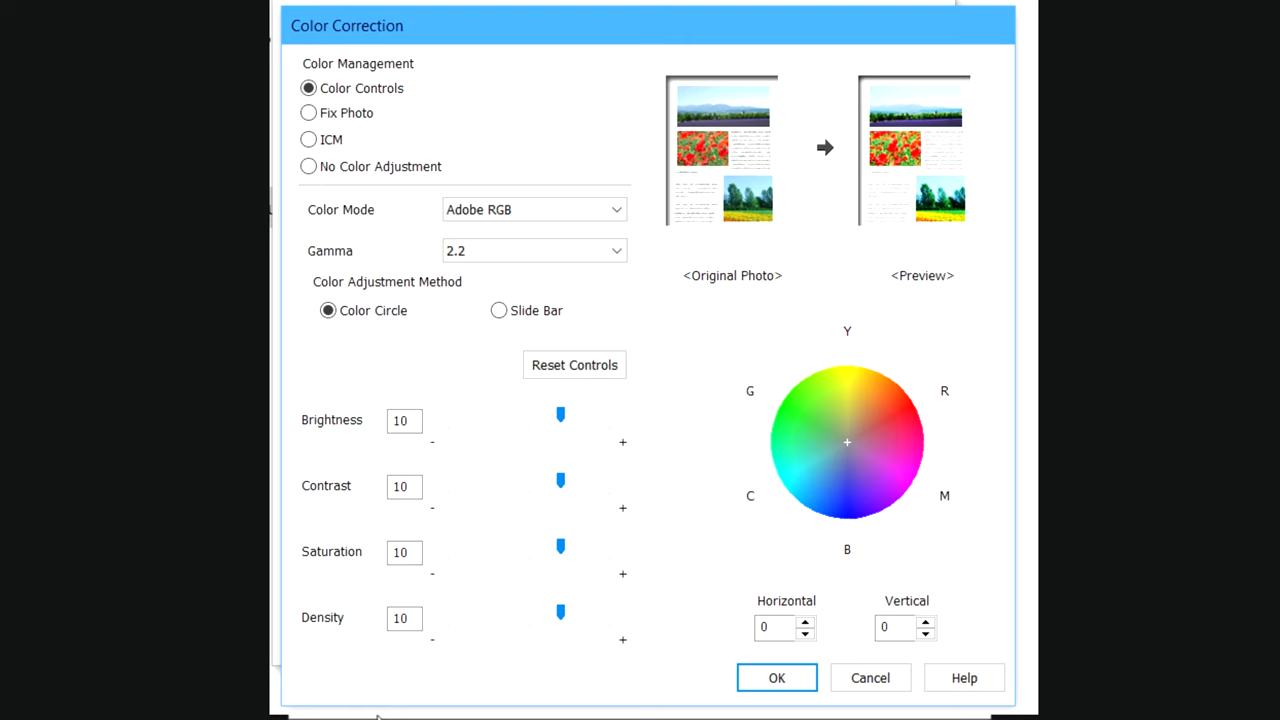 Color Correction
Color Management
Color Controls
Fix Photo
ICM
No Color Adjustment
Color Mode
Adobe RGB
Gamma
2.2
Color Adjustment Method
Color Circle
Slide Bar
Reset Controls
Brightness
10
-
+
Contrast
10
-
+
Saturation
10
-
+
Density
10
-
+
<Original Photo>
<Preview>
Y
G
R
C
M
B
Horizontal
Vertical
0
0
OK
Cancel
Help